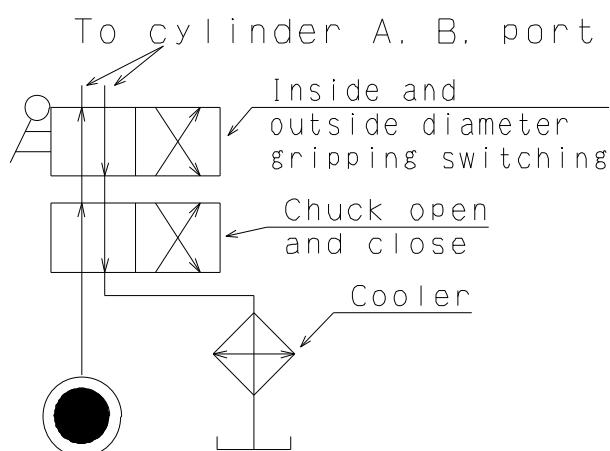 To cylinder A. B. port
Inside and
outside diameter
gripping switching
Chuck open
and close
Cooler